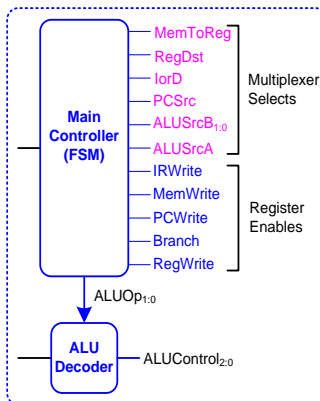 MemToReg
RegDst
IorD
PCSrc
ALUSrcB1:0
ALUSrcA
Multiplexer
Selects
Main
Controller
(FSM)
IRWrite
MemWrite
PCWrite
Branch
RegWrite
Register
Enables
ALUOp1:0
ALU
Decoder
ALUControl2:0